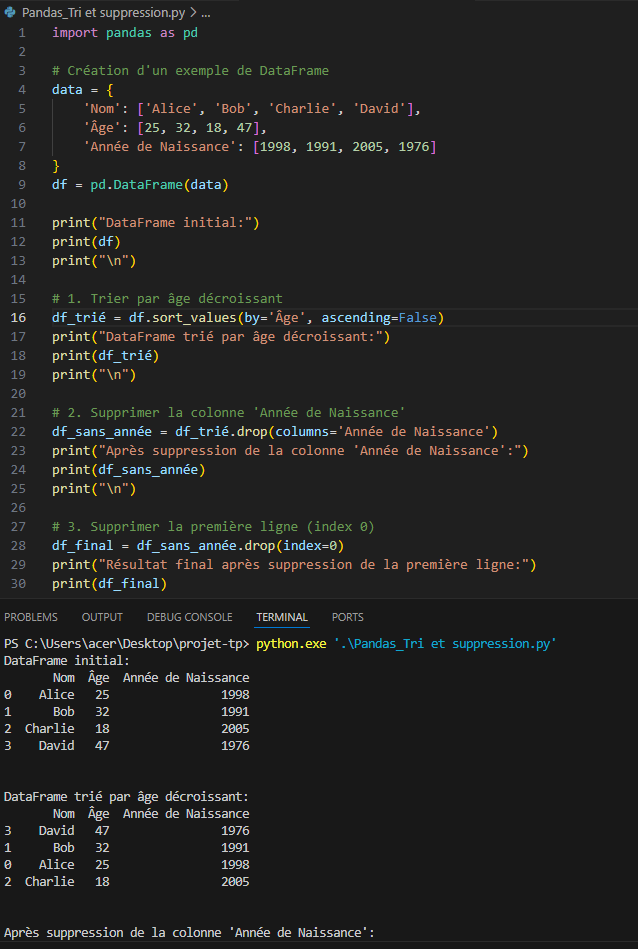 Pandas_Tri et suppression.py > ...
1 import pandas as pd
2
3 # Création d'un exemple de DataFrame
4 data = {
5     'Nom': ['Alice', 'Bob', 'Charlie', 'David'],
6     'Âge': [25, 32, 18, 47],
7     'Année de Naissance': [1998, 1991, 2005, 1976]
8 }
9 df = pd.DataFrame(data)
10
11 print("DataFrame initial:")
12 print(df)
13 print("\n")
14
15 # 1. Trier par âge décroissant
16 df_trié = df.sort_values(by='Âge', ascending=False)
17 print("DataFrame trié par âge décroissant:")
18 print(df_trié)
19 print("\n")
20
21 # 2. Supprimer la colonne 'Année de Naissance'
22 df_sans_année = df_trié.drop(columns='Année de Naissance')
23 print("Après suppression de la colonne 'Année de Naissance':")
24 print(df_sans_année)
25 print("\n")
26
27 # 3. Supprimer la première ligne (index 0)
28 df_final = df_sans_année.drop(index=0)
29 print("Résultat final après suppression de la première ligne:")
30 print(df_final)
PROBLEMS OUTPUT DEBUG CONSOLE TERMINAL PORTS
PS C:\Users\acer\Desktop\projet-tp> python.exe '.\Pandas_Tri et suppression.py'
DataFrame initial:
       Nom  Âge  Année de Naissance
0    Alice   25                1998
1      Bob   32                1991
2  Charlie   18                2005
3    David   47                1976
DataFrame trié par âge décroissant:
       Nom  Âge  Année de Naissance
3    David   47                1976
1      Bob   32                1991
0    Alice   25                1998
2  Charlie   18                2005
Après suppression de la colonne 'Année de Naissance':